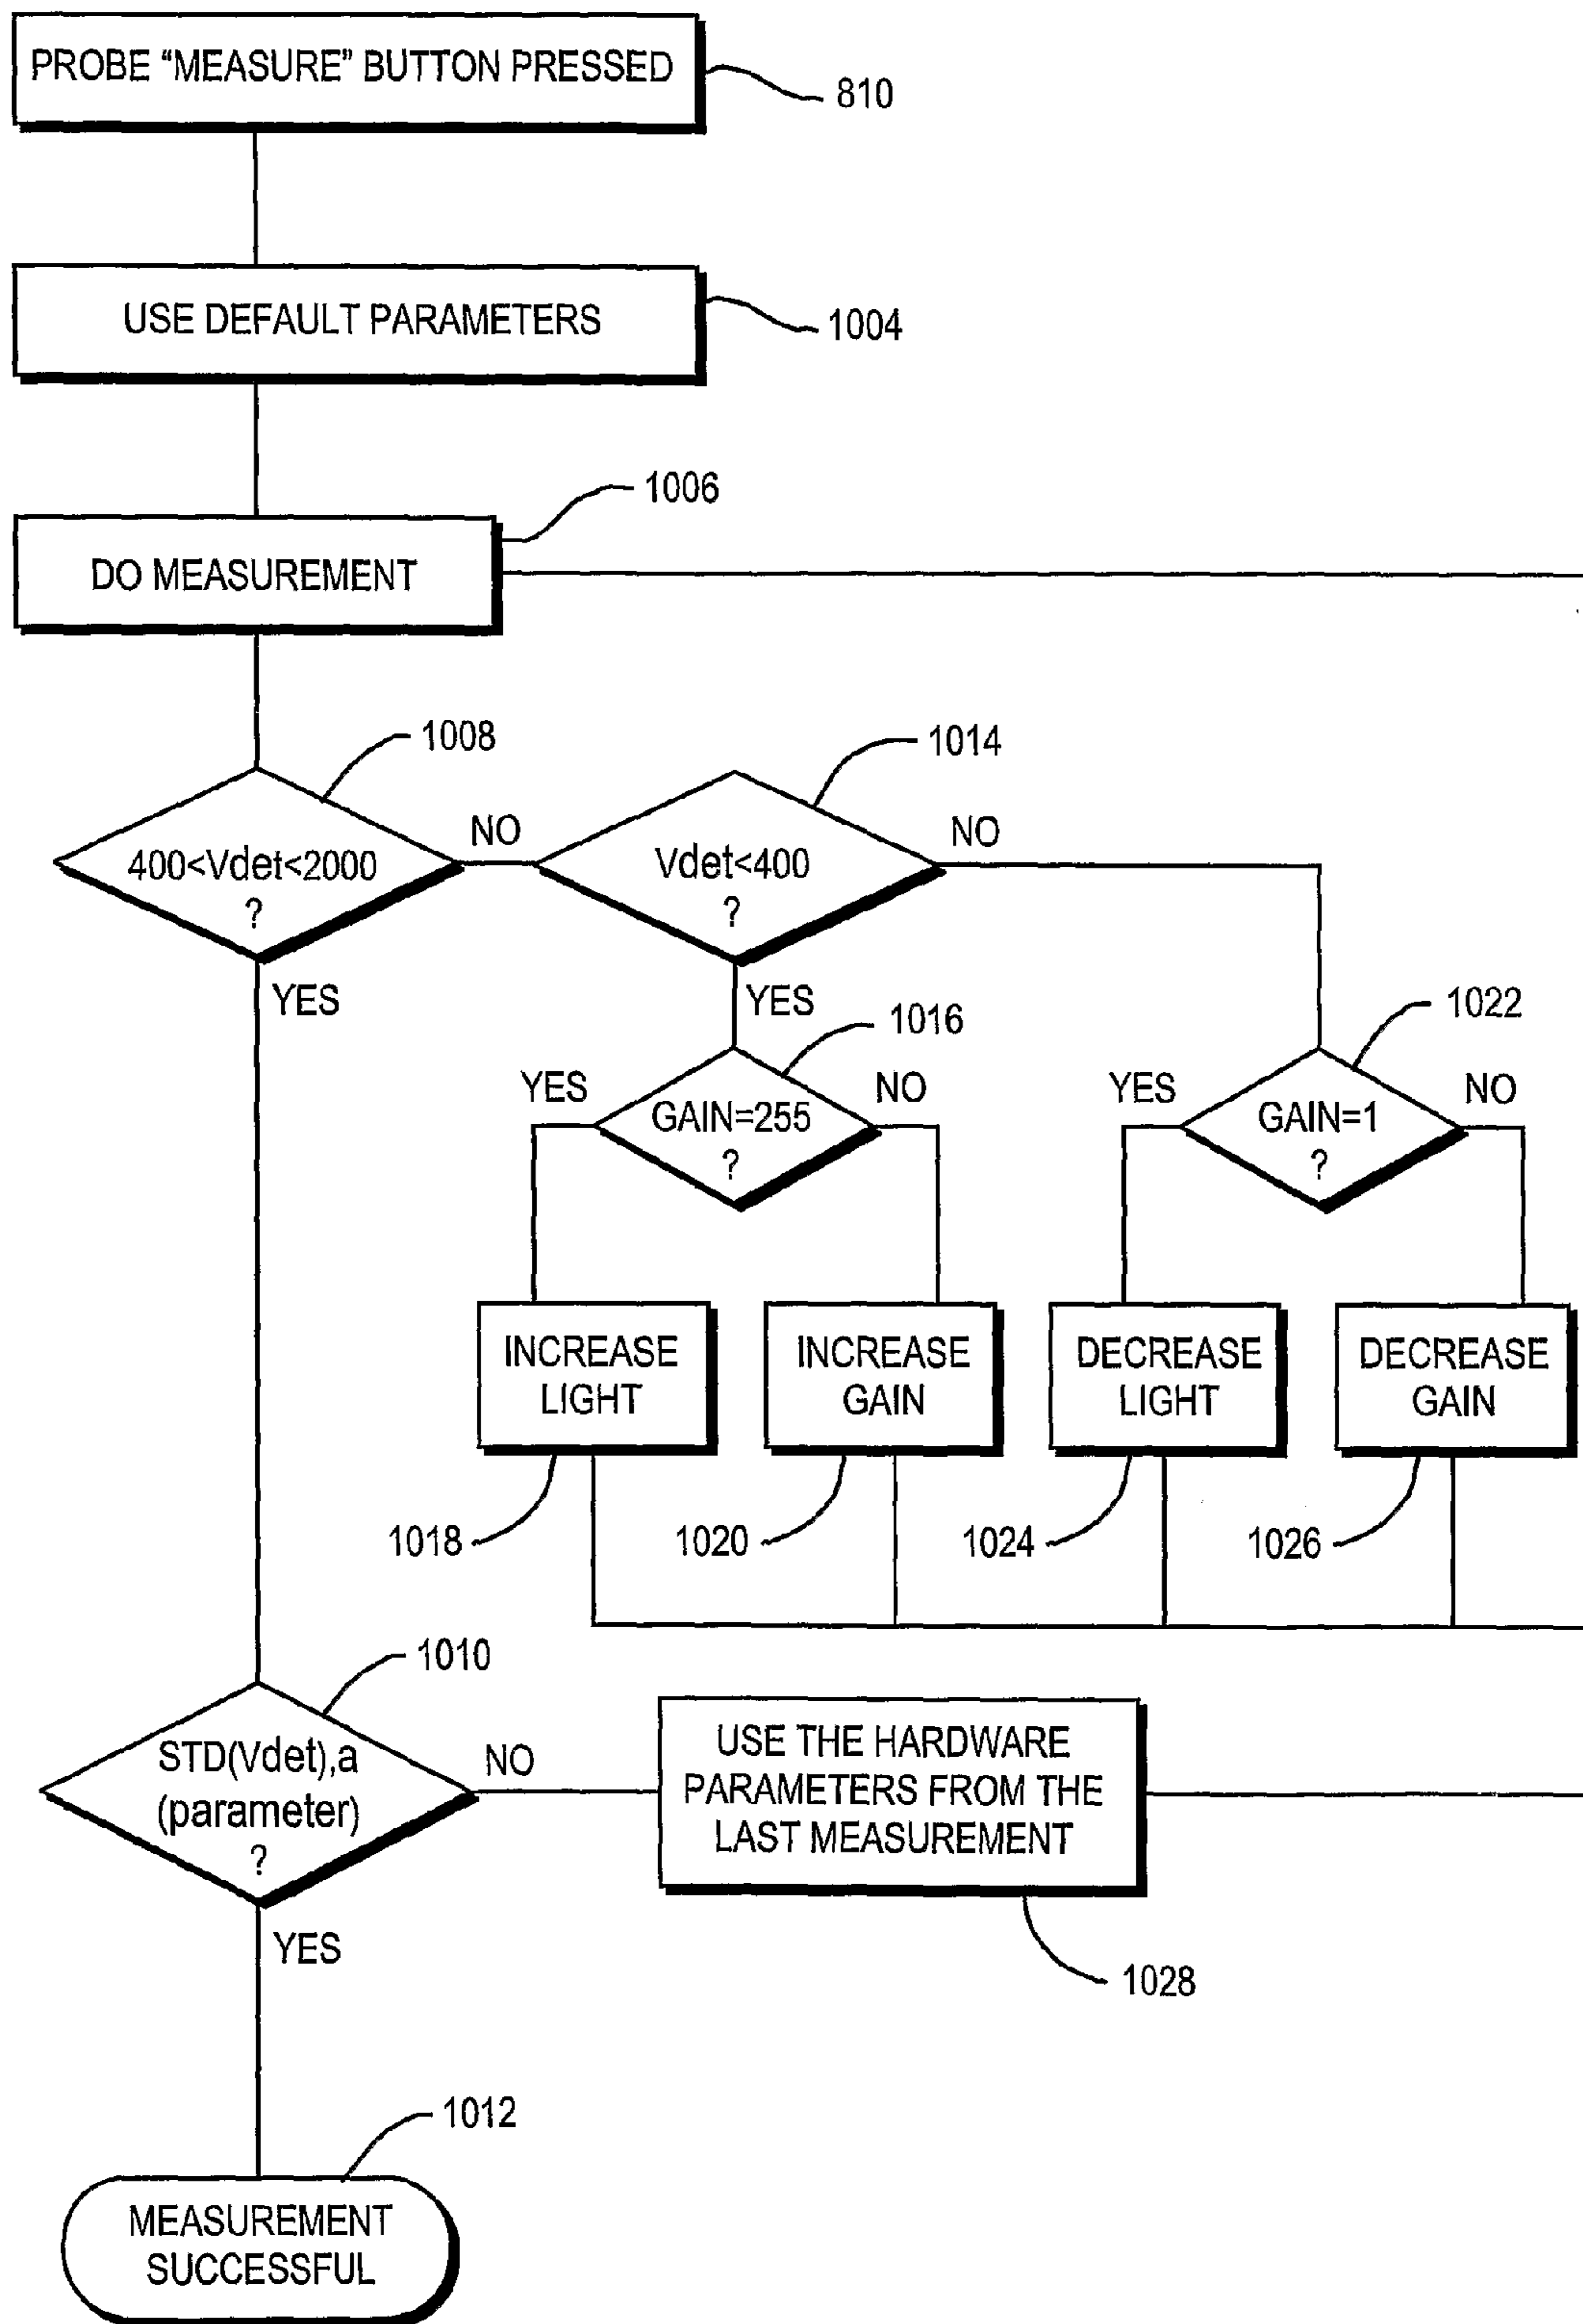 PROBE “MEASURE” BUTTON PRESSED
810
USE DEFAULT PARAMETERS
1004
1006
DO MEASUREMENT
1008
1014
400<Vdet<2000
?
NO
Vdet<400
?
NO
YES
YES
1016
1022
YES
GAIN=255
?
NO
YES
GAIN=1
?
NO
INCREASE
LIGHT
INCREASE
GAIN
DECREASE
LIGHT
DECREASE
GAIN
1018
1020
1024
1026
1010
STD(Vdet),a
(parameter)
?
NO
USE THE HARDWARE
PARAMETERS FROM THE
LAST MEASUREMENT
YES
1028
1012
MEASUREMENT
SUCCESSFUL